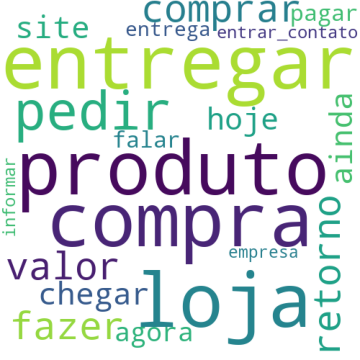 comprar
pagar
site
entrega
entrar_contato
entregar
pedir
hoje
ainda
falar
produto
informar
compra
retorno
valor
empresa
chegar
loja
fazer
agora